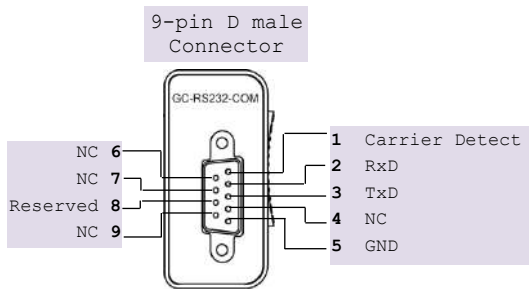 9-pin D male
Connector
GC-RS232-COM
NC 6
NC 7
Reserved 8
NC 9
1 Carrier Detect
2 RxD
3 TxD
4 NC
5 GND